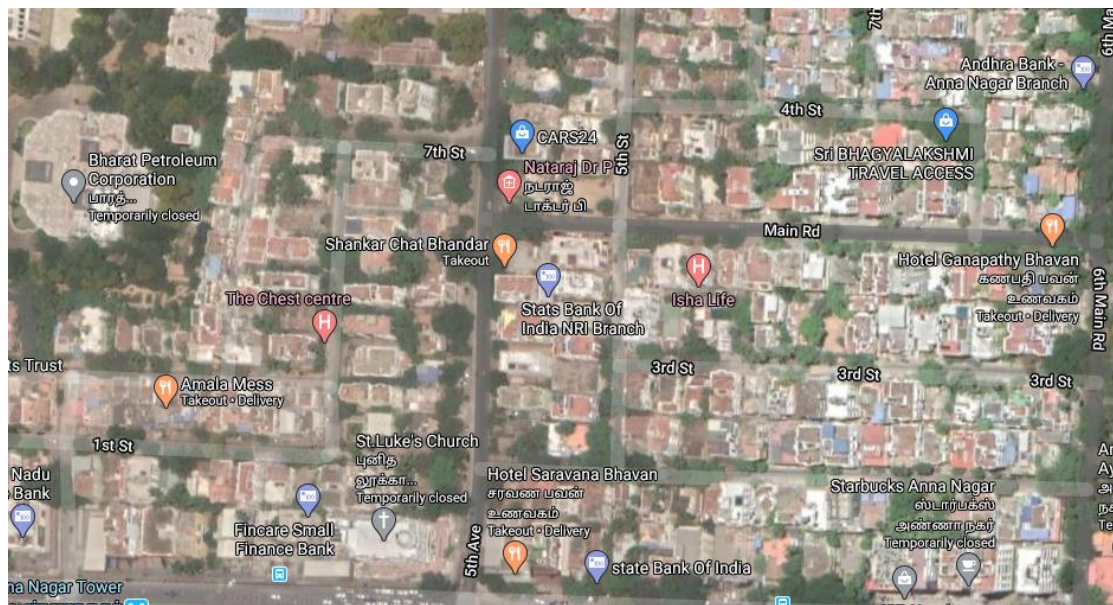 7th
6th Ma
Andhra Bank -
Anna Nagar Branch
4th St
CARS24
7th St
5th St
Bharat Petroleum
Corporation
பாரத்...
Temporarily closed
Nataraj Dr P
நடராஜ்
டாக்டர் பி
Sri BHAGYALAKSHMI
TRAVEL ACCESS
Main Rd
Shankar Chat Bhandar
Takeout
Hotel Ganapathy Bhavan
கணபதி பவன்
உணவகம்
Takeout • Delivery
6th Main Rd
The Chest centre
Stats Bank Of
India NRI Branch
Isha Life
ts Trust
3rd St
3rd St
3rd St
Amala Mess
Takeout • Delivery
1st St
St.Luke's Church
புனித
லூக்கா...
Temporarily closed
Nadu
Bank
Hotel Saravana Bhavan
சரவண பவன்
உணவகம்
Takeout • Delivery
Starbucks Anna Nagar
ஸ்டார்பக்ஸ்
அண்ணா நகர்
Temporarily closed
Fincare Small
Finance Bank
5th Ave
state Bank Of India
na Nagar Tower